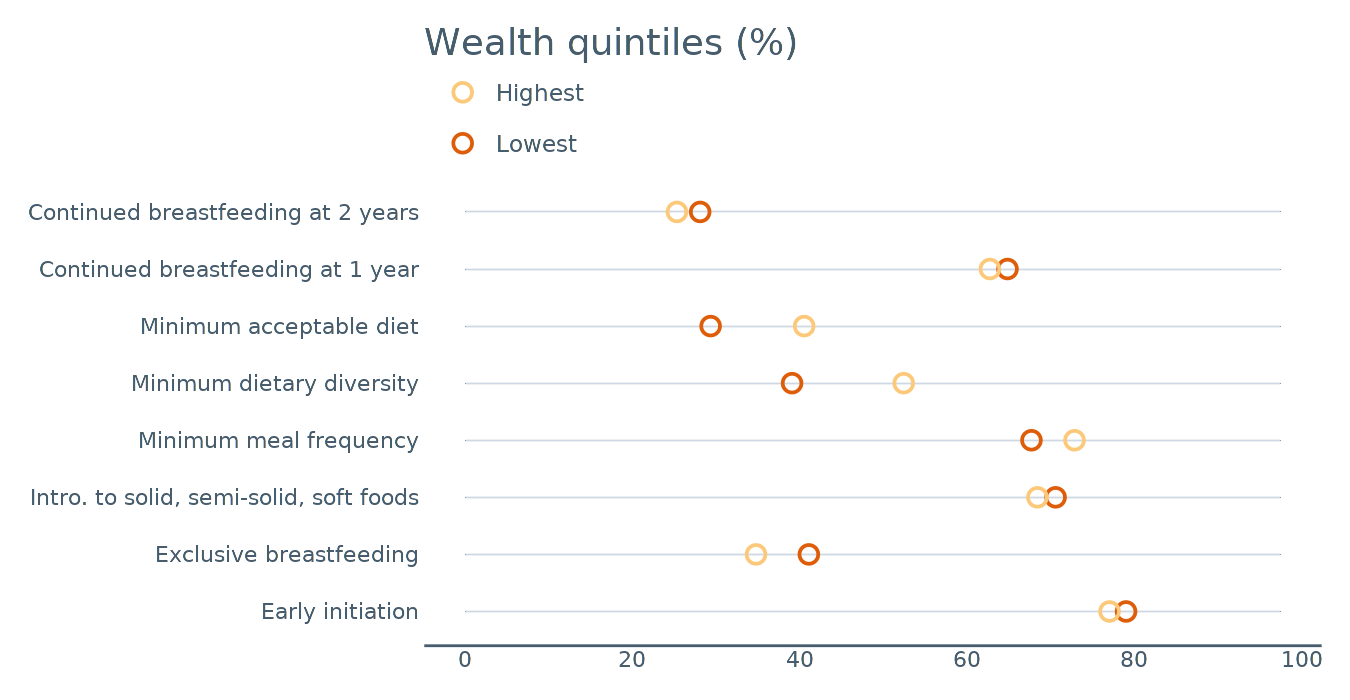 Wealth quintiles (%)
Highest
Lowest
Continued breastfeeding at 2 years
Continued breastfeeding at 1 year
Minimum acceptable diet
Minimum dietary diversity
Minimum meal frequency
Intro. to solid, semi-solid, soft foods
Exclusive breastfeeding
Early initiation
0 20 40 60 80 100